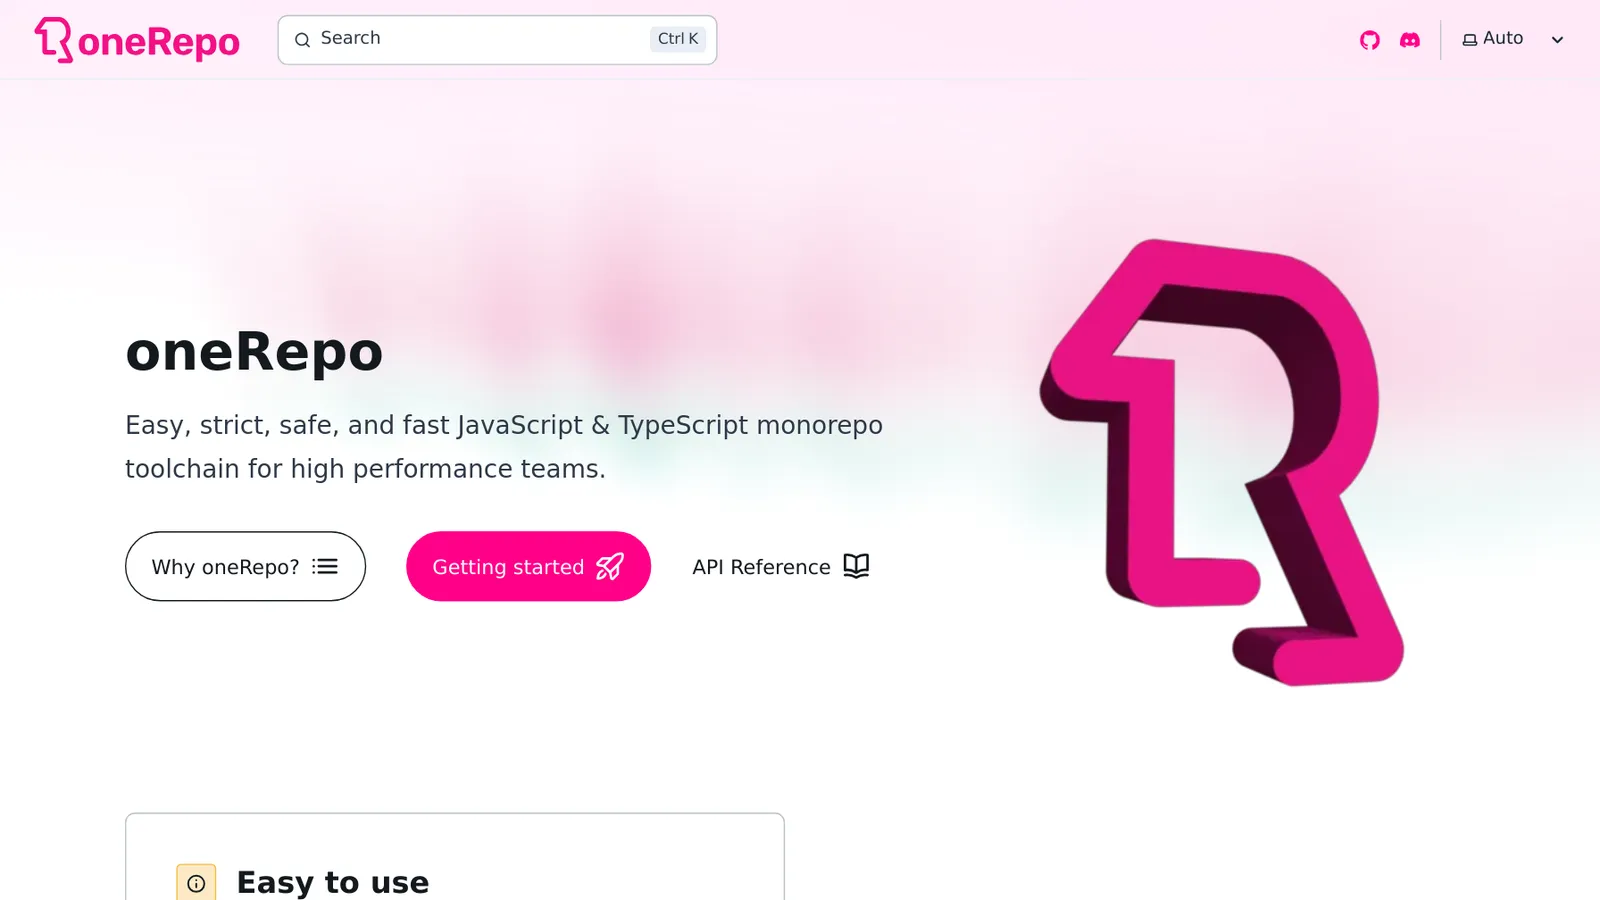 oneRepo
Search
Ctrl K
Auto
oneRepo
Easy, strict, safe, and fast JavaScript & TypeScript monorepo
toolchain for high performance teams.
Why oneRepo?
Getting started
API Reference
Easy to use